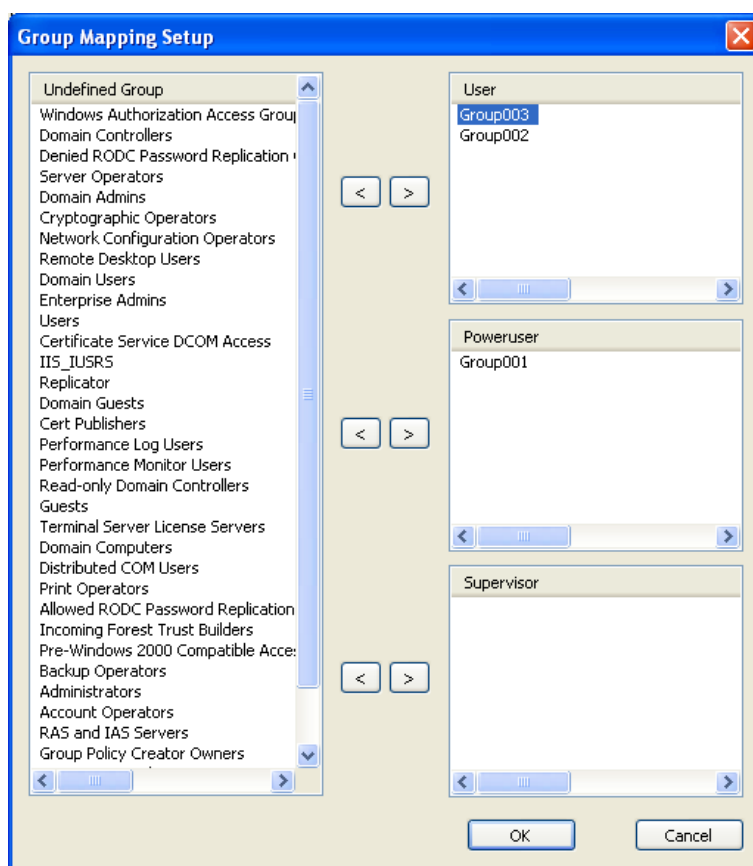 Group Mapping Setup
Undefined Group
Windows Authorization Access Grou
Domain Controllers
Denied RODC Password Replication
Server Operators
Domain Admins
Cryptographic Operators
Network Configuration Operators
Remote Desktop Users
Domain Users
Enterprise Admins
Users
Certificate Service DCOM Access
IIS_IUSRS
Replicator
Domain Guests
Cert Publishers
Performance Log Users
Performance Monitor Users
Read-only Domain Controllers
Guests
Terminal Server License Servers
Domain Computers
Distributed COM Users
Print Operators
Allowed RODC Password Replication
Incoming Forest Trust Builders
Pre-Windows 2000 Compatible Acce
Backup Operators
Administrators
Account Operators
RAS and IAS Servers
Group Policy Creator Owners
< >
User
Group003
Group002
< >
Poweruser
Group001
< >
Supervisor
OK
Cancel